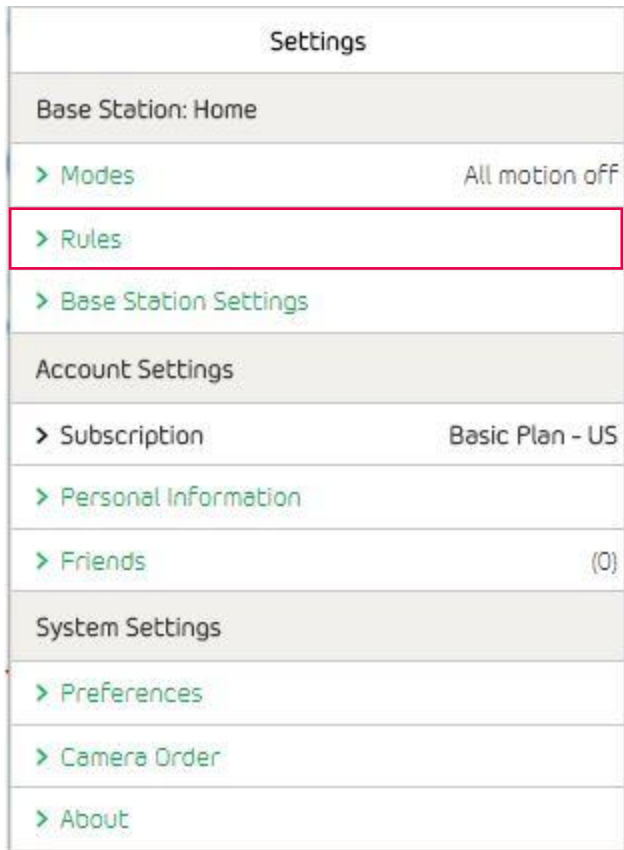 Settings
Base Station: Home
> Modes All motion off
> Rules
> Base Station Settings
Account Settings
> Subscription Basic Plan - US
> Personal Information
> Friends (0)
System Settings
> Preferences
> Camera Order
> About